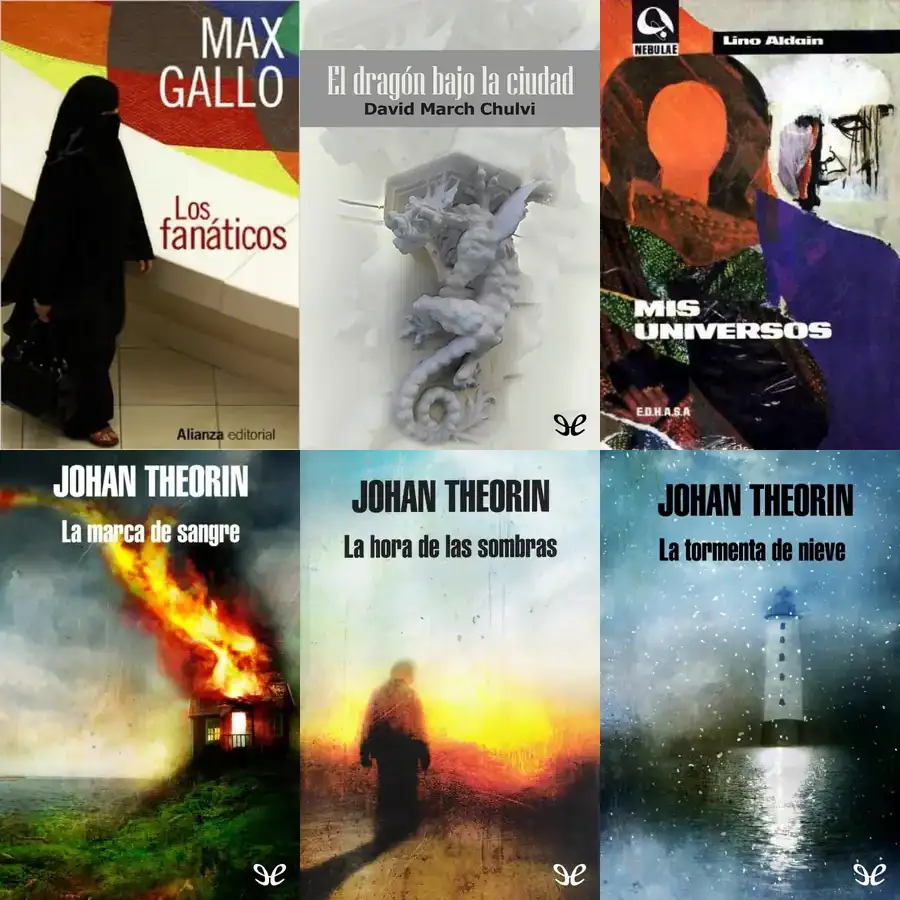 MAX
GALLO
Los
fanáticos
Alianza editorial
El dragón bajo la ciudad
David March Chulvi
NEBULAE
Lino Aldain
MIS
UNIVERSOS
E.D.H.A.S.A
JOHAN THEORIN
La marca de sangre
JOHAN THEORIN
La hora de las sombras
JOHAN THEORIN
La tormenta de nieve